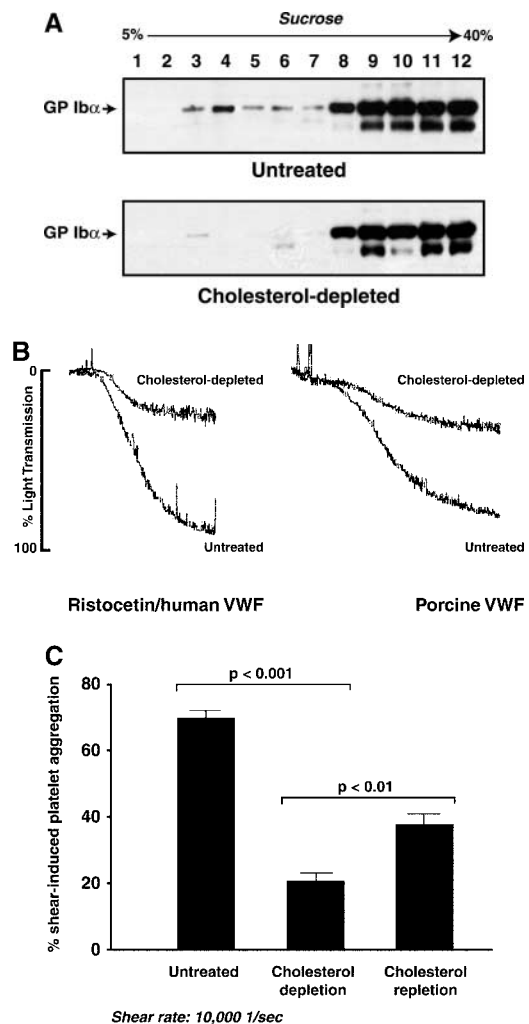 A
Sucrose
5% 40%
1 2 3 4 5 6 7 8 9 10 11 12
GP Ibα
Untreated
GP Ibα
Cholesterol-depleted
B
0
% Light Transmission
100
Cholesterol-depleted
Untreated
Cholesterol-depleted
Untreated
Ristocetin/human VWF
Porcine VWF
C
% shear-induced platelet aggregation
80
60
40
20
0
p < 0.001
p < 0.01
Untreated
Cholesterol
depletion
Cholesterol
repletion
Shear rate: 10,000 1/sec